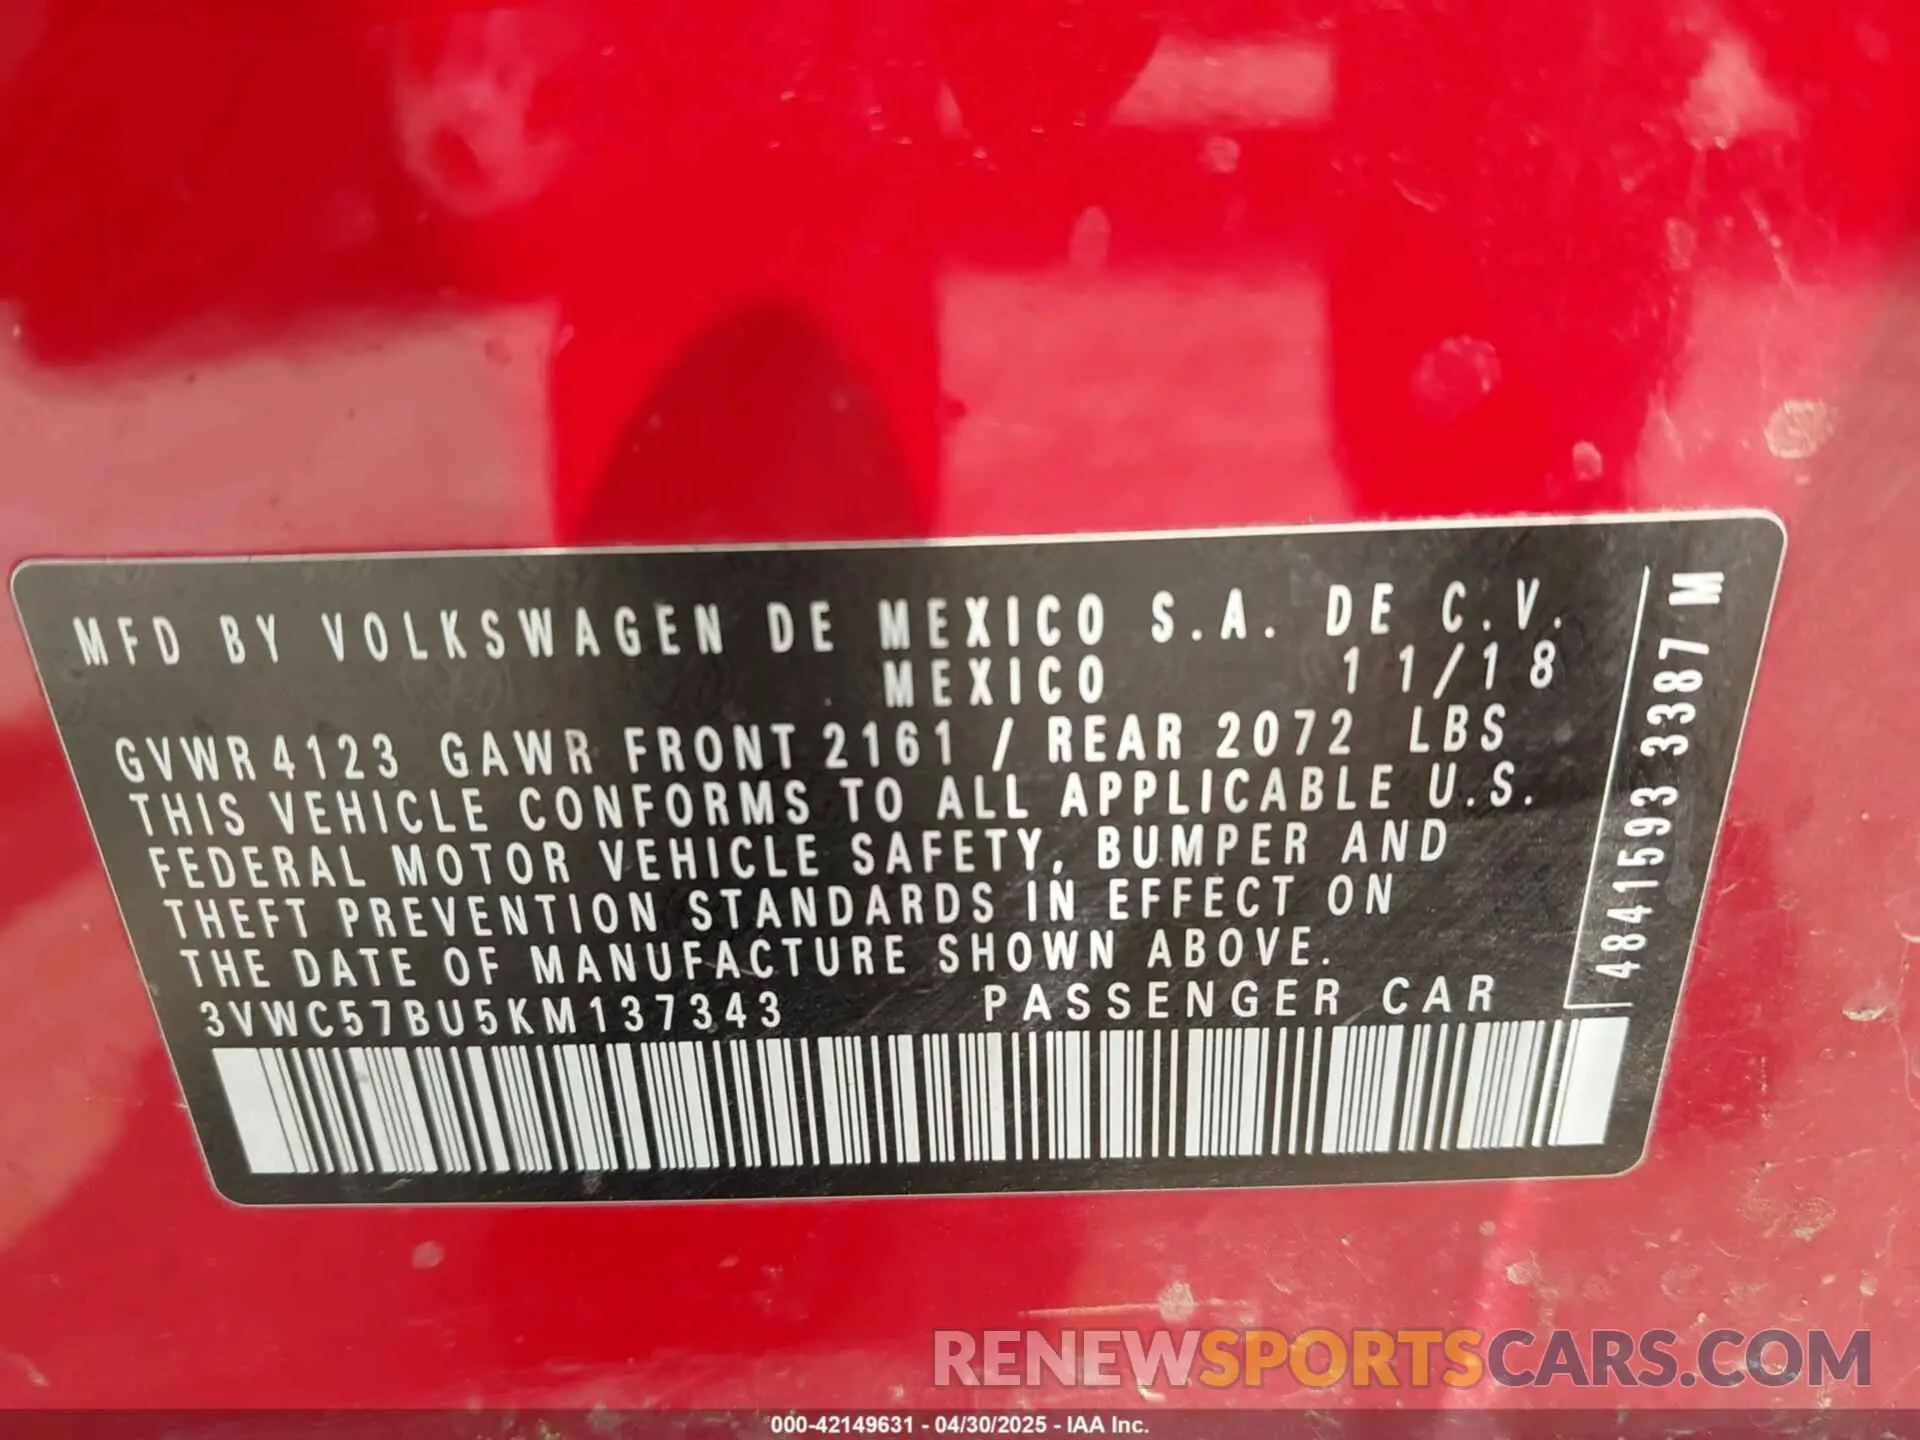 MFD BY VOLKSWAGEN DE MEXICO S.A. DE C.V.
MEXICO 11/18
GVWR 4123 GAWR FRONT 2161 / REAR 2072 LBS
THIS VEHICLE CONFORMS TO ALL APPLICABLE U.S.
FEDERAL MOTOR VEHICLE SAFETY, BUMPER AND
THEFT PREVENTION STANDARDS IN EFFECT ON
THE DATE OF MANUFACTURE SHOWN ABOVE.
3VWC57BU5KM137343 PASSENGER CAR
4841593 3387 M
RENEWSPORTSCARS.COM
000-42149631 - 04/30/2025 - IAA Inc.